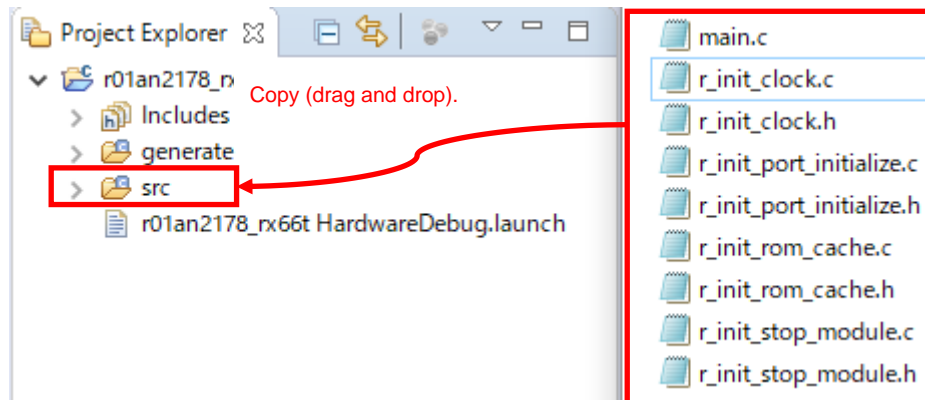 Project Explorer
r01an2178_rx
Copy (drag and drop).
Includes
generate
src
r01an2178_rx66t HardwareDebug.launch
main.c
r_init_clock.c
r_init_clock.h
r_init_port_initialize.c
r_init_port_initialize.h
r_init_rom_cache.c
r_init_rom_cache.h
r_init_stop_module.c
r_init_stop_module.h